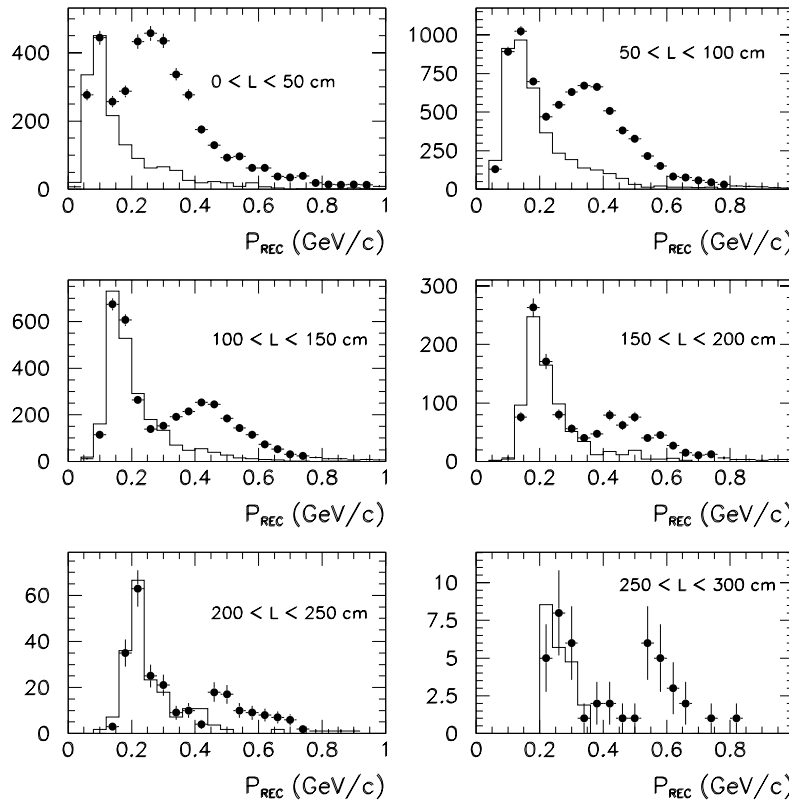 400
200
0
0 < L < 50 cm
0 0.2 0.4 0.6 0.8 1
P_REC (GeV/c)
1000
750
500
250
0
50 < L < 100 cm
0 0.2 0.4 0.6 0.8
P_REC (GeV/c)
600
400
200
0
100 < L < 150 cm
0 0.2 0.4 0.6 0.8 1
P_REC (GeV/c)
300
200
100
0
150 < L < 200 cm
0 0.2 0.4 0.6 0.8
P_REC (GeV/c)
60
40
20
0
200 < L < 250 cm
0 0.2 0.4 0.6 0.8 1
P_REC (GeV/c)
10
7.5
5
2.5
0
250 < L < 300 cm
0 0.2 0.4 0.6 0.8
P_REC (GeV/c)